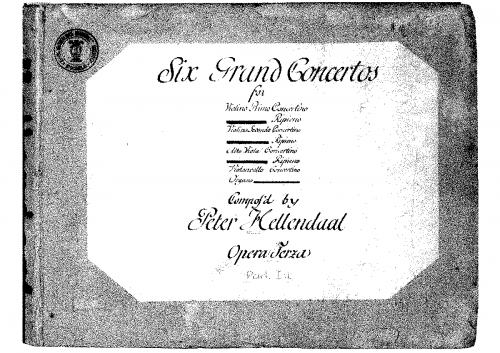 Six Grand Concertos
for
Violino Primo Concertino
Ripieno
Violino Secondo Concertino
Ripieno
Alto Viola Concertino
Ripieno
Violoncello Concertino
Organo
Compos'd by
Peter Hellendaal
Opera Terza
Part. I.